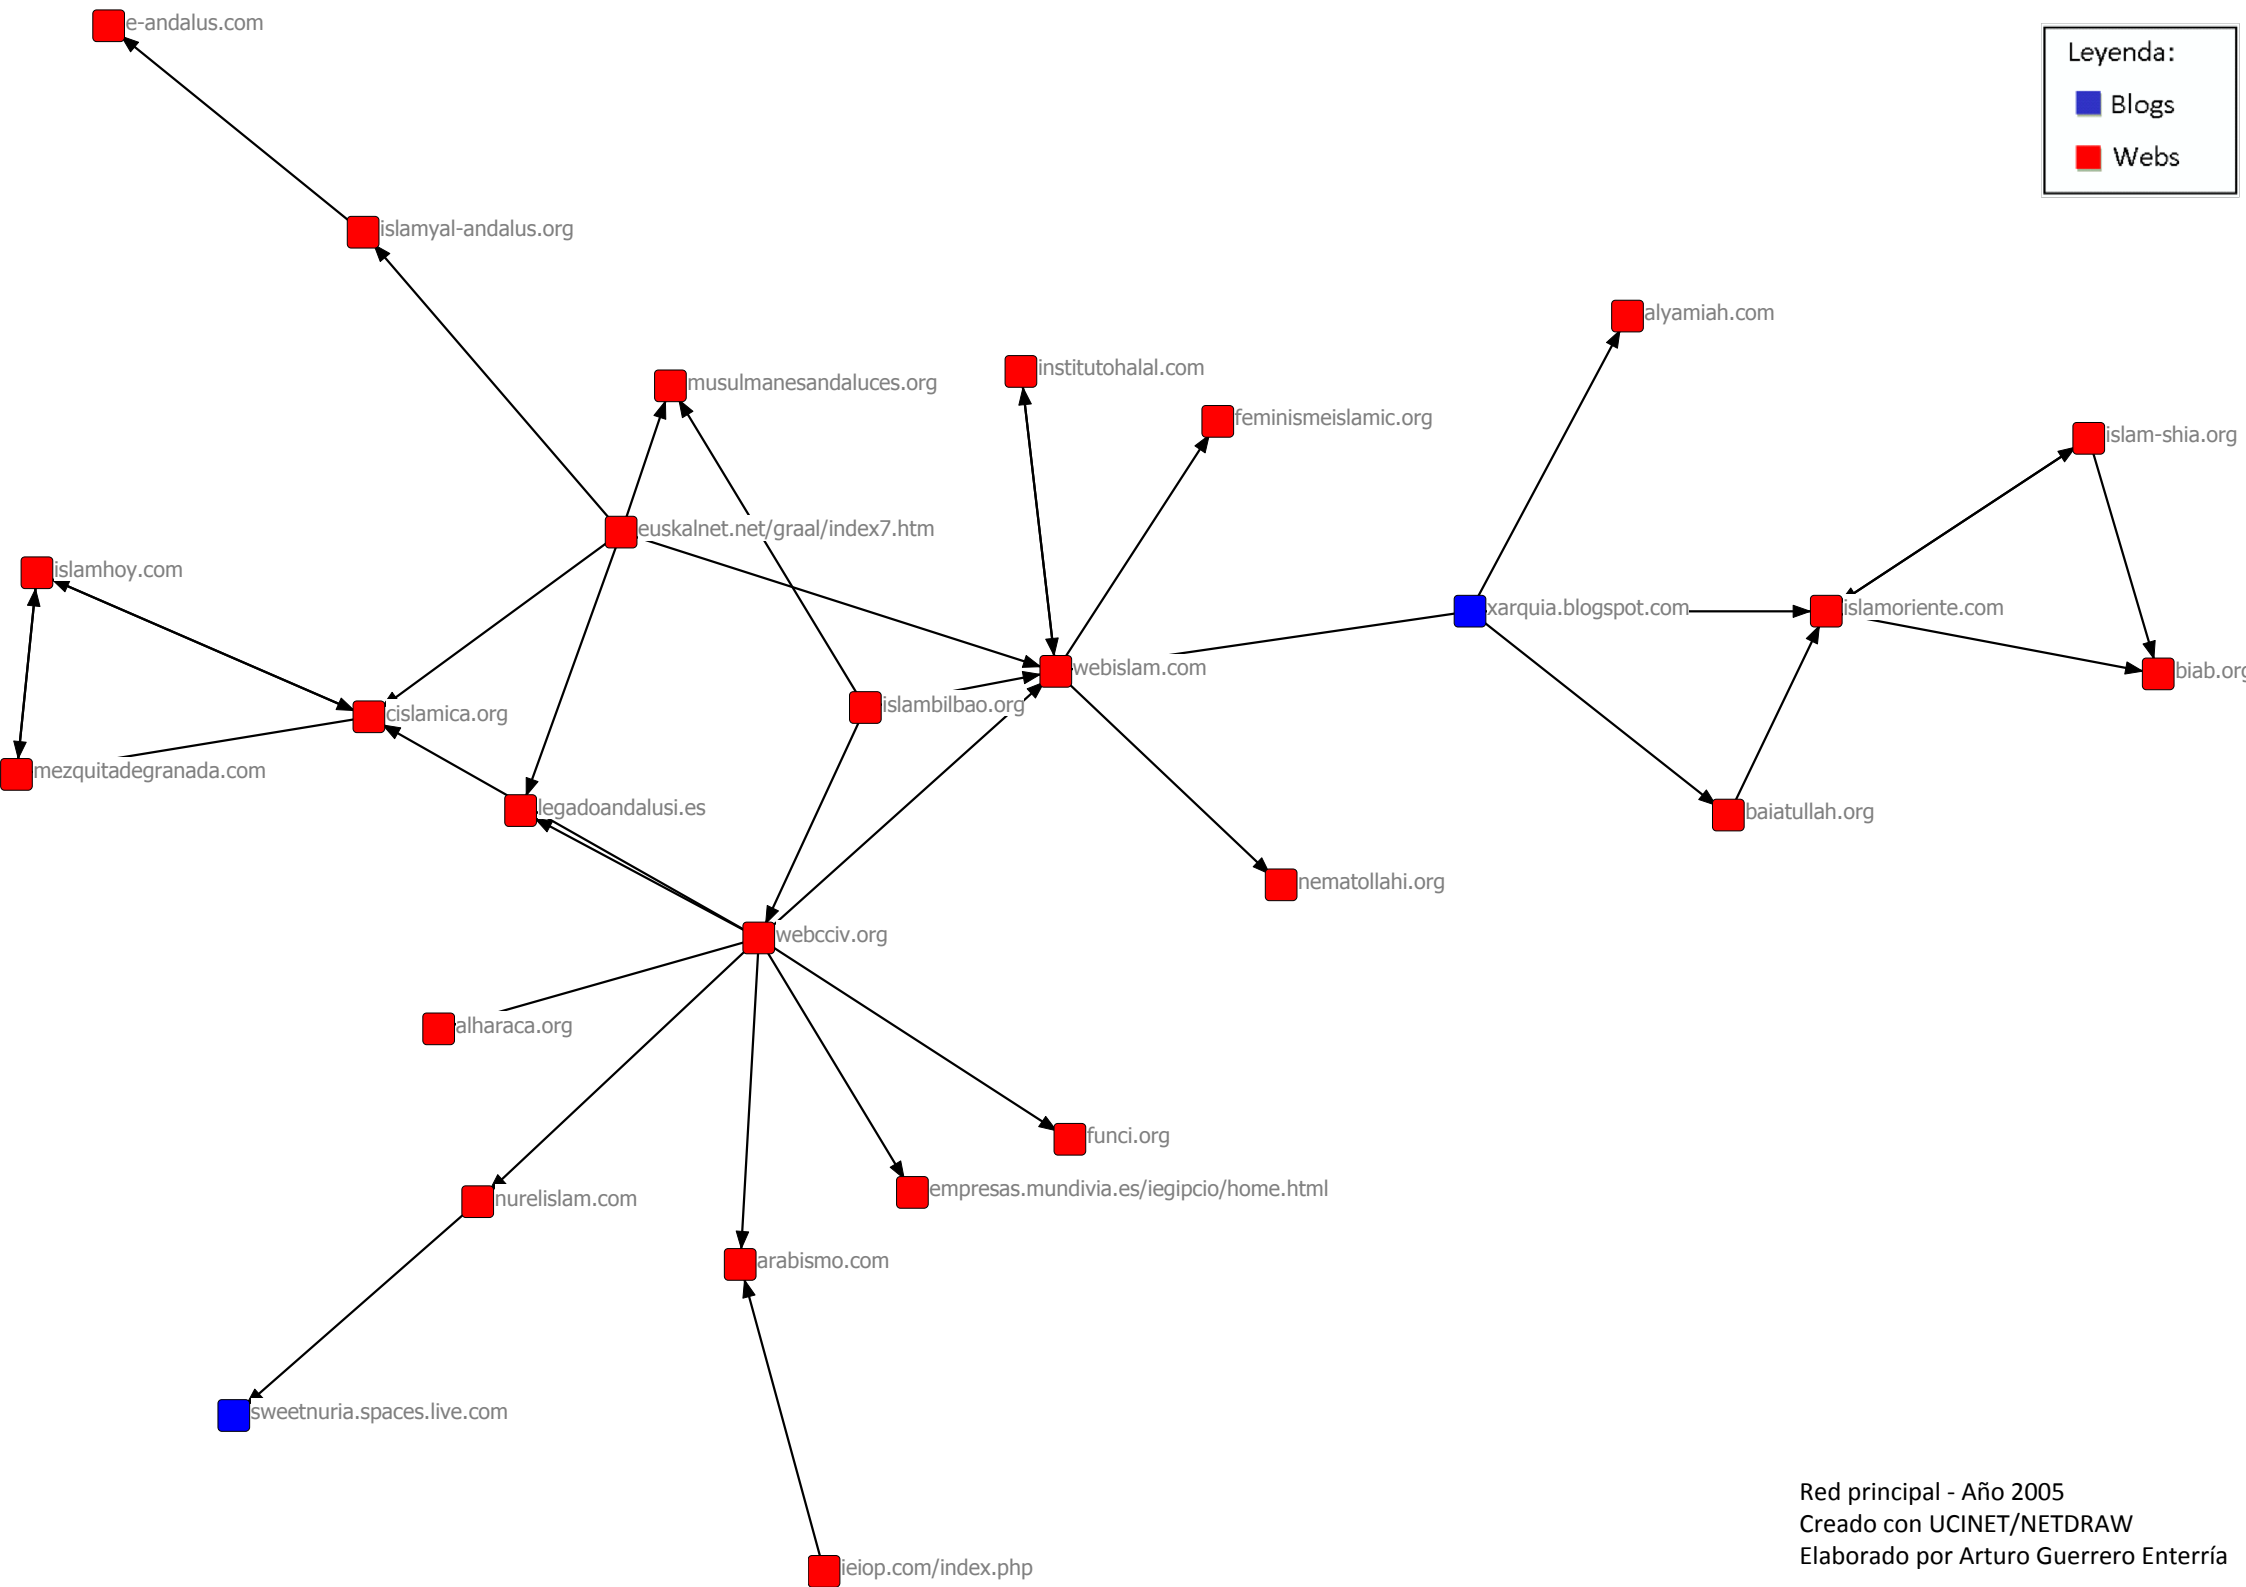 e-andalus.com
Leyenda:
Blogs
Webs
islamyal-andalus.org
alyamiah.com
institutohalal.com
musulmanesandaluces.org
feminismeislamic.org
islam-shia.org
euskalnet.net/graal/index7.htm
islamhoy.com
xarquia.blogspot.com
islamoriente.com
webislam.com
biab.org
islambilbao.org
cislamica.org
mezquitadegranada.com
legadoandalusi.es
baiatullah.org
nematollahi.org
webcciv.org
alharaca.org
funci.org
empresas.mundivia.es/iegipcio/home.html
nurelislam.com
arabismo.com
sweetnuria.spaces.live.com
Red principal - Año 2005
Creado con UCINET/NETDRAW
Elaborado por Arturo Guerrero Enterría
ieiop.com/index.php